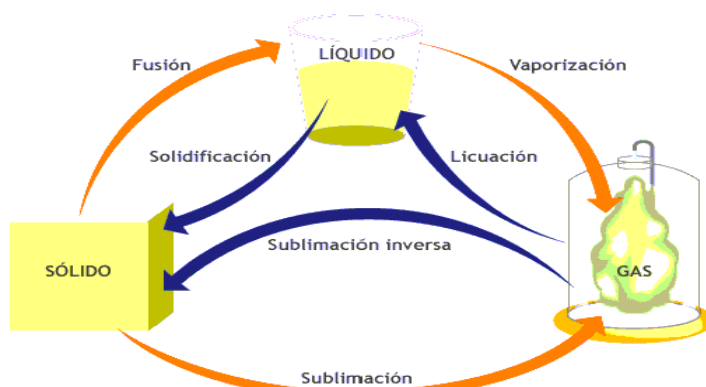 LÍQUIDO
Fusión
Vaporización
Solidificación
Licuación
Sublimación inversa
SÓLIDO
GAS
Sublimación